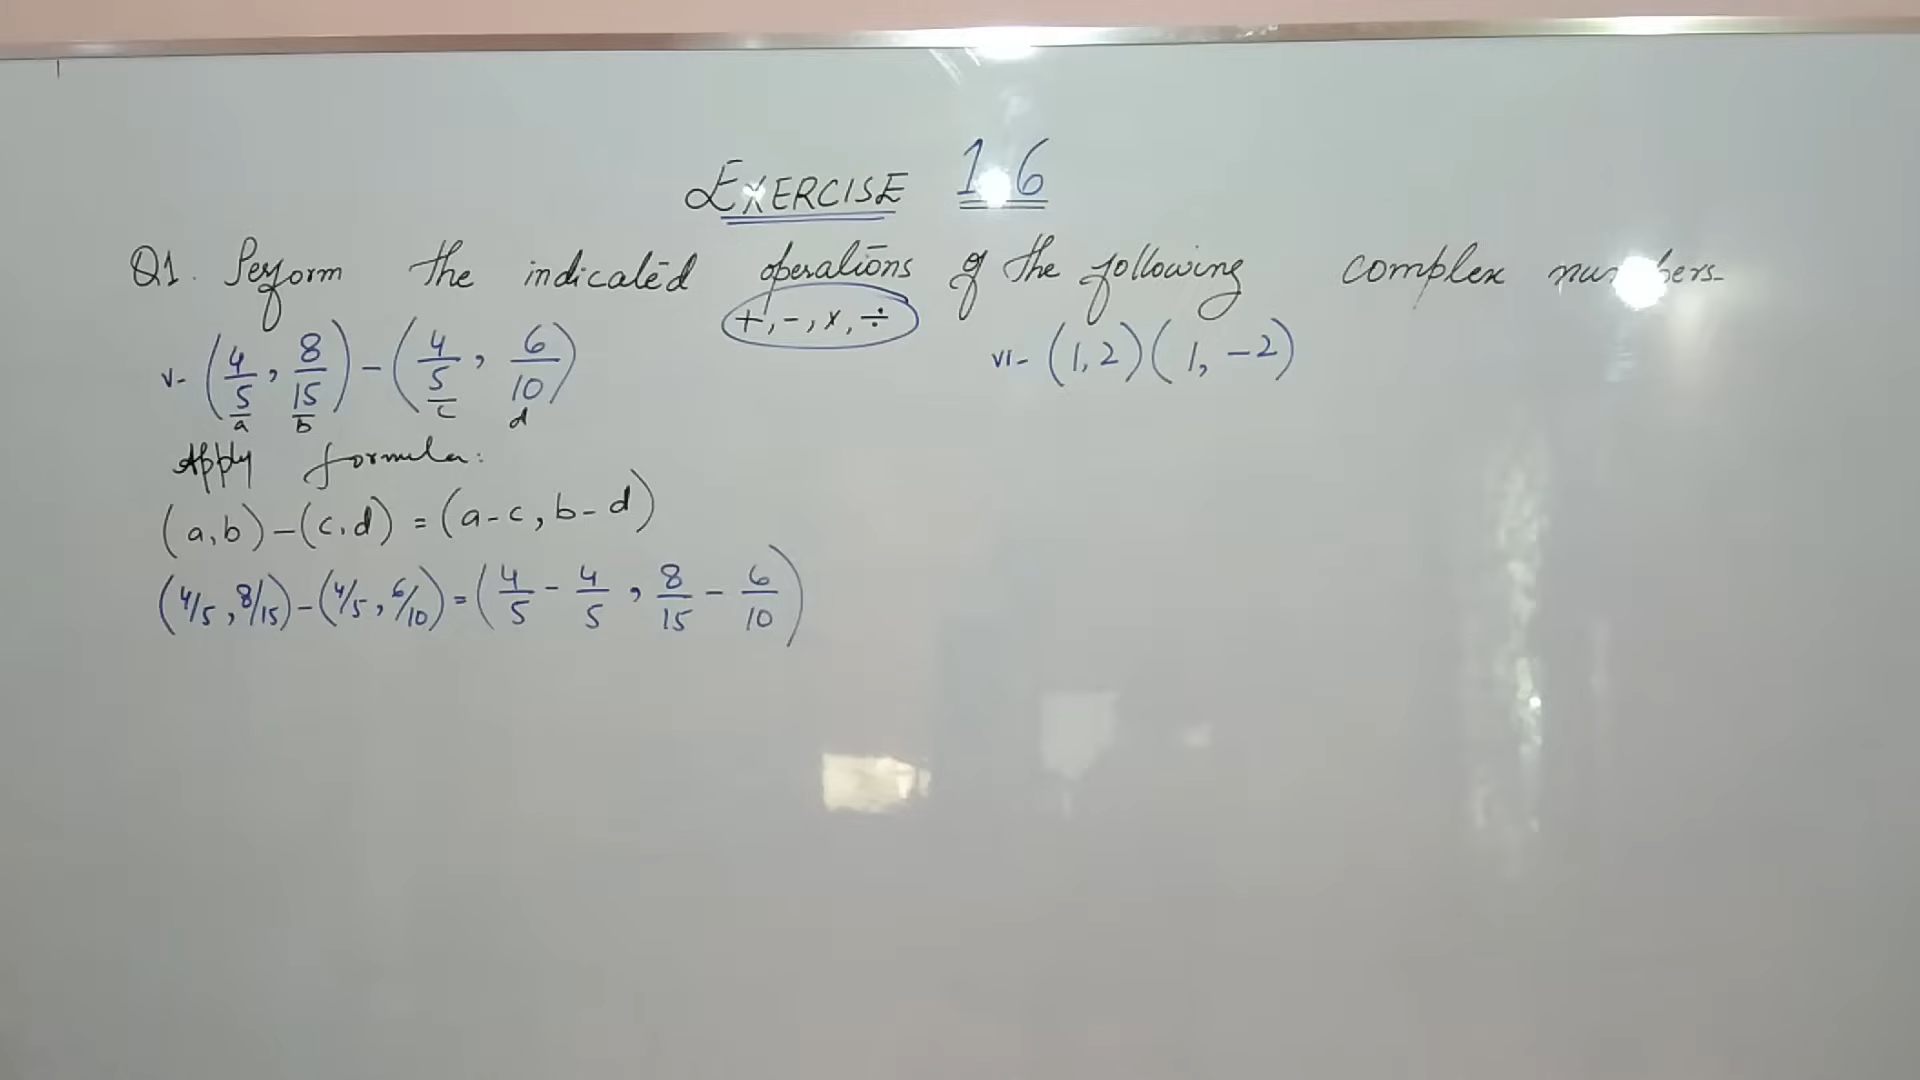 EXERCISE 1.6
Q1. Perform the indicated operations of the following complex numbers.
+, -, x, ÷
v- (4/5, 8/15) - (4/5, 6/10)
vi- (1,2)(1, -2)
a b c d
Apply formula:
(a,b) - (c,d) = (a-c, b-d)
(4/5, 8/15) - (4/5, 6/10) = (4/5 - 4/5, 8/15 - 6/10)